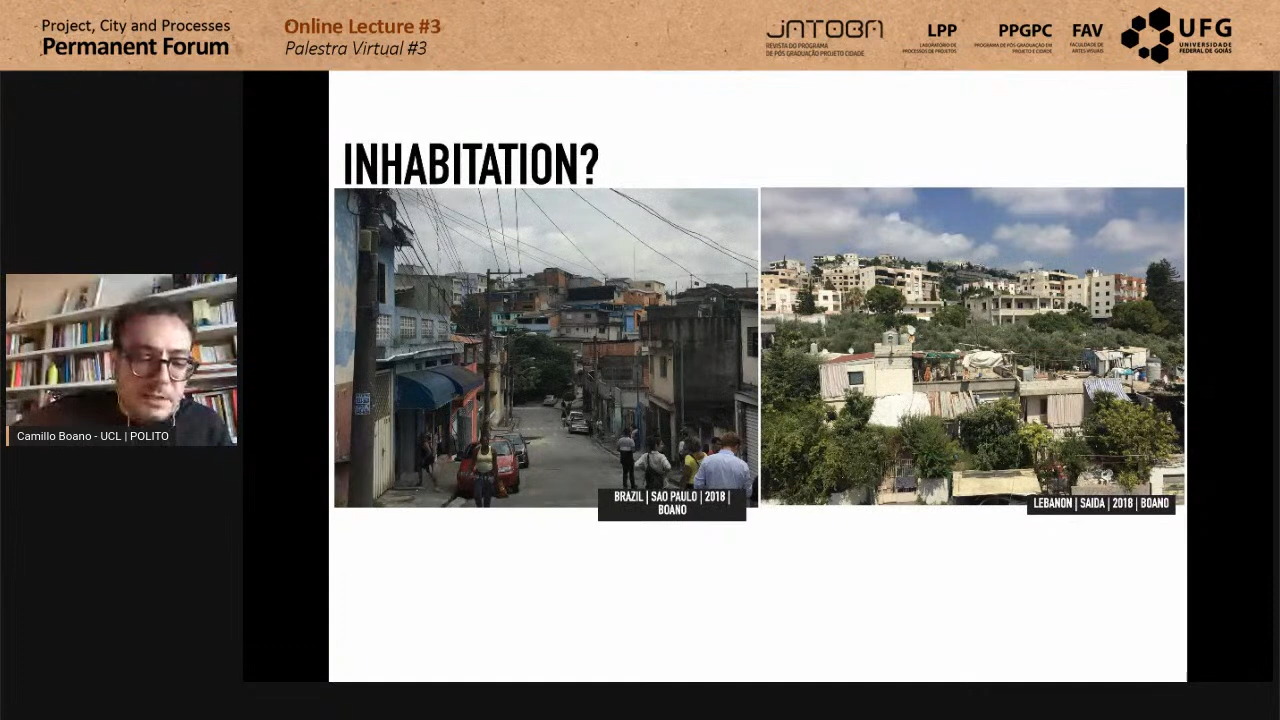 Project, City and Processes
Permanent Forum
Online Lecture #3
Palestra Virtual #3
JATOBA
REVISTA DO PROGRAMA
DE PÓS GRADUAÇÃO PROJETO CIDADE
LPP
LABORATÓRIO DE
PROCESSOS DE PROJETOS
PPGPC
PROGRAMA DE PÓS-GRADUAÇÃO EM
PROJETO E CIDADE
FAV
FACULDADE DE
ARTES VISUAIS
UFG
UNIVERSIDADE
FEDERAL DE GOIÁS
INHABITATION?
BRAZIL | SAO PAULO | 2018 |
BOANO
LEBANON | SAIDA | 2018 | BOANO
Camillo Boano - UCL | POLITO